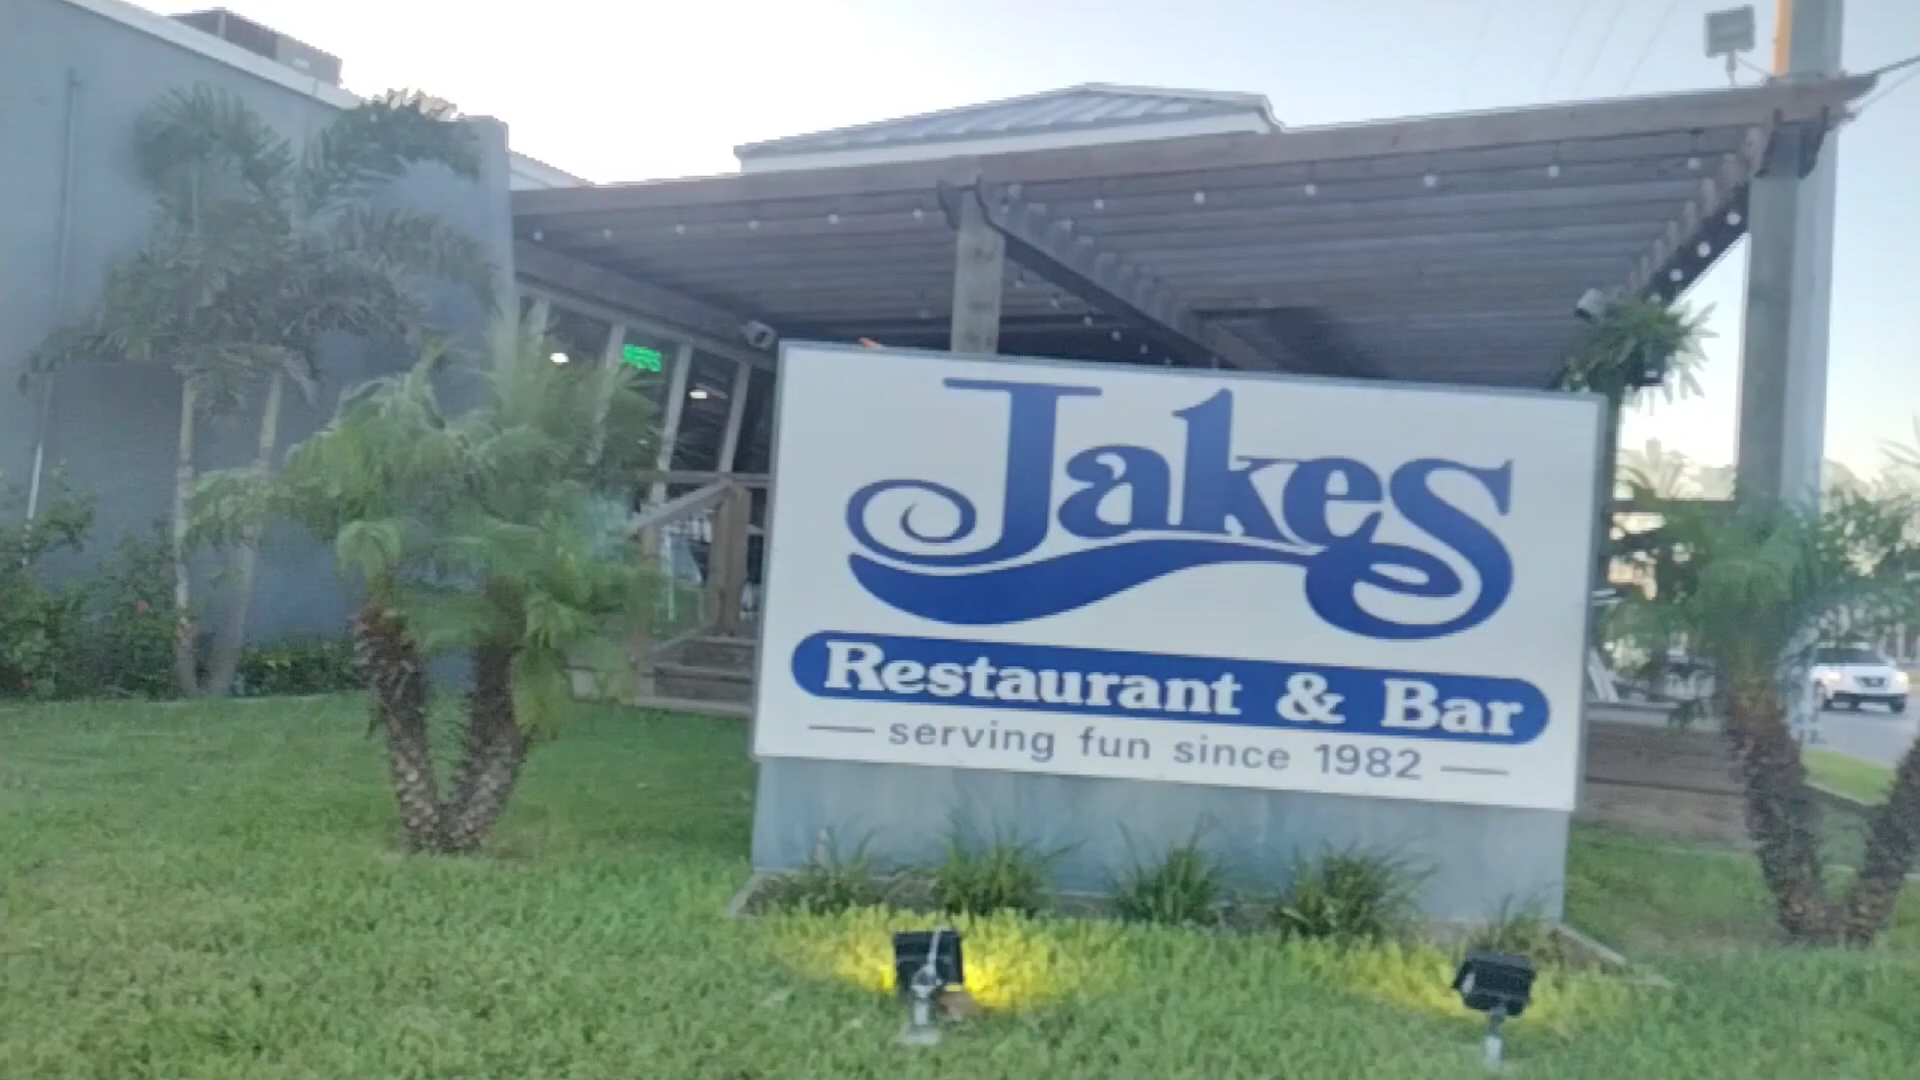 Jakes
Restaurant & Bar
— serving fun since 1982 —